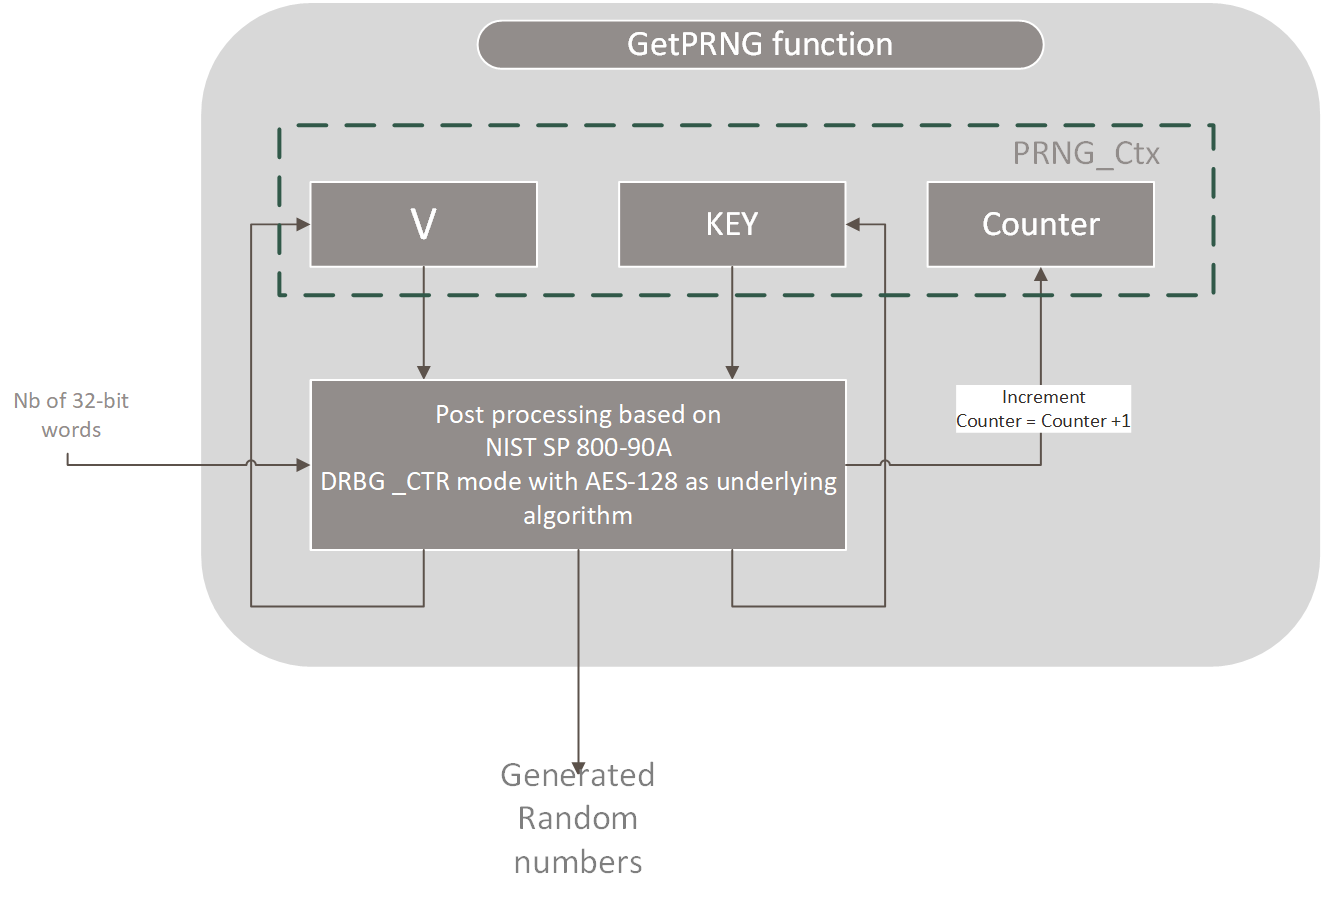 GetPRNG function
PRNG_Ctx
V
KEY
Counter
Nb of 32-bit
words
Increment
Counter = Counter +1
Post processing based on
NIST SP 800-90A
DRBG _CTR mode with AES-128 as underlying
algorithm
Generated
Random
numbers